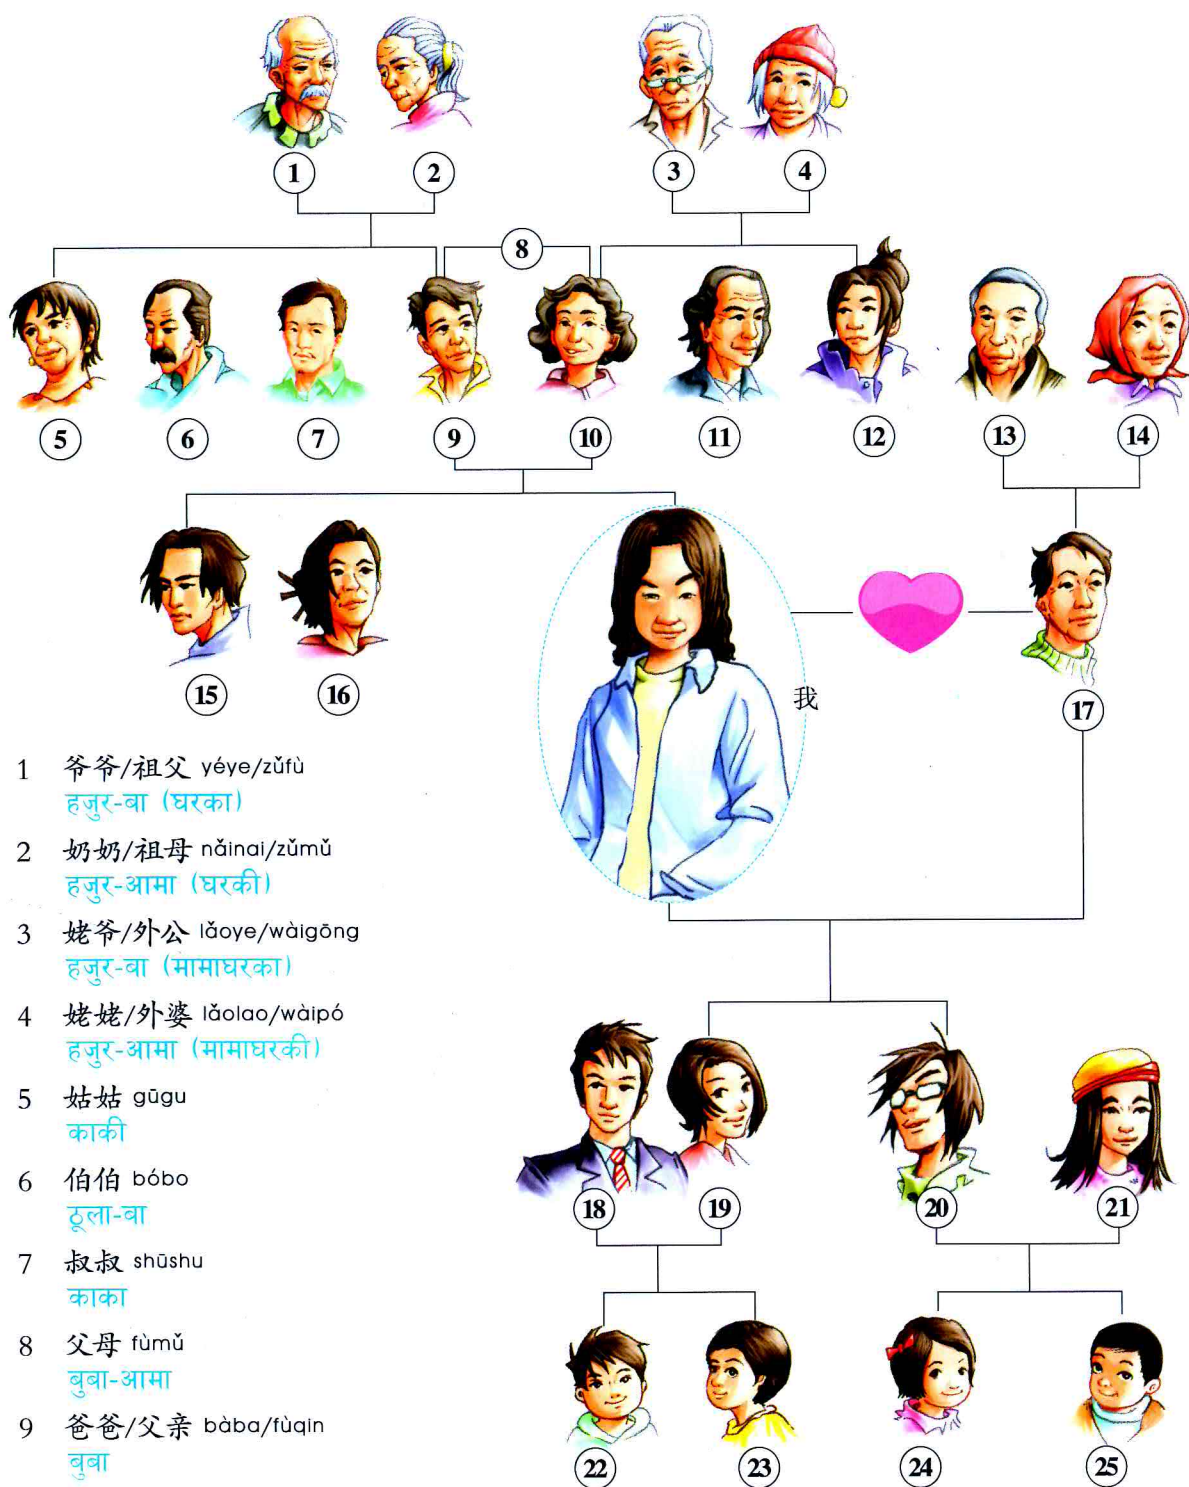 1
2
3
4
8
5
6
7
9
10
11
12
13
14
15
16
我
17
1 爷爷/祖父 yéye/zǔfù
हजुर-बा (घरका)
2 奶奶/祖母 nǎinai/zǔmǔ
हजुर-आमा (घरकी)
3 姥爷/外公 lǎoye/wàigōng
हजुर-बा (मामाघरका)
4 姥姥/外婆 lǎolao/wàipó
हजुर-आमा (मामाघरकी)
5 姑姑 gūgu
काकी
6 伯伯 bóbo
ठूला-बा
7 叔叔 shūshu
काका
8 父母 fùmǔ
बुबा-आमा
9 爸爸/父亲 bàba/fùqin
बुबा
18
19
20
21
22
23
24
25